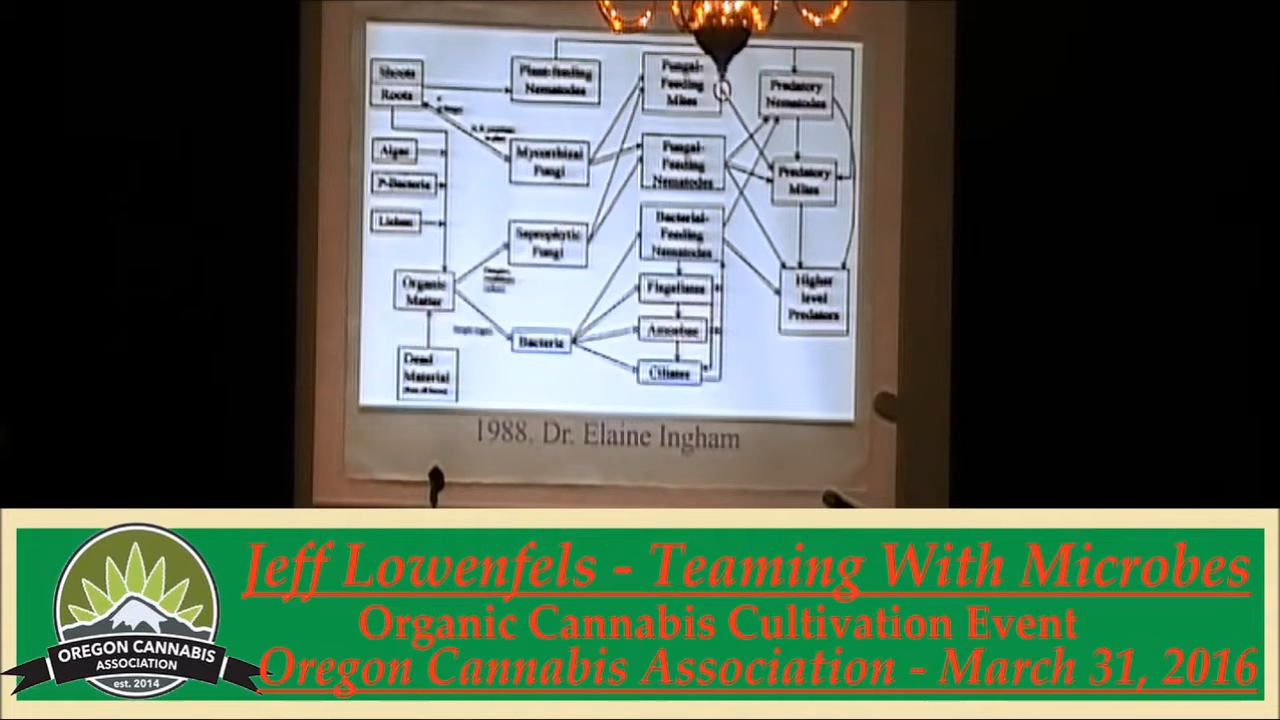 Shoots
Roots
Algae
P-Bacteria
Lichen
Organic
Matter
Dead
Material
Plant-feeding
Nematodes
Mycorrhizal
Fungi
Saprophytic
Fungi
Bacteria
Fungal-
Feeding
Mites
Fungal-
Feeding
Nematodes
Bacterial-
Feeding
Nematodes
Flagellates
Amoebae
Ciliates
Predatory
Nematodes
Predatory
Mites
Higher
level
Predators
1988. Dr. Elaine Ingham
OREGON CANNABIS
ASSOCIATION
est. 2014
Jeff Lowenfels - Teaming With Microbes
Organic Cannabis Cultivation Event
Oregon Cannabis Association - March 31, 2016